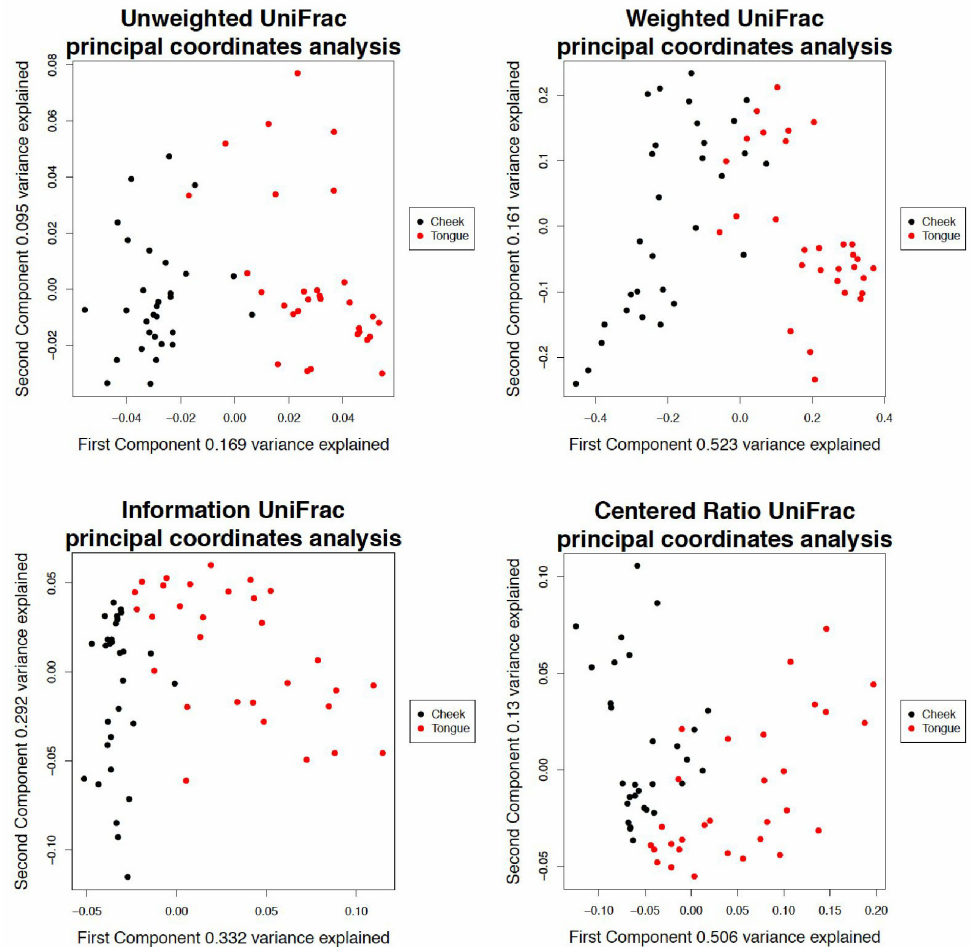 Unweighted UniFrac
principal coordinates analysis
Second Component 0.095 variance explained
0.08
0.06
0.04
0.02
0.00
−0.02
−0.04
−0.02
0.00
0.02
0.04
First Component 0.169 variance explained
Cheek
Tongue
Weighted UniFrac
principal coordinates analysis
Second Component 0.161 variance explained
0.2
0.1
0.0
−0.1
−0.2
−0.4
−0.2
0.0
0.2
0.4
First Component 0.523 variance explained
Cheek
Tongue
Information UniFrac
principal coordinates analysis
Second Component 0.292 variance explained
0.05
0.00
−0.05
−0.10
−0.05
0.00
0.05
0.10
First Component 0.332 variance explained
Cheek
Tongue
Centered Ratio UniFrac
principal coordinates analysis
Second Component 0.13 variance explained
0.10
0.05
0.00
−0.05
−0.10
−0.05
0.00
0.05
0.10
0.15
0.20
First Component 0.506 variance explained
Cheek
Tongue